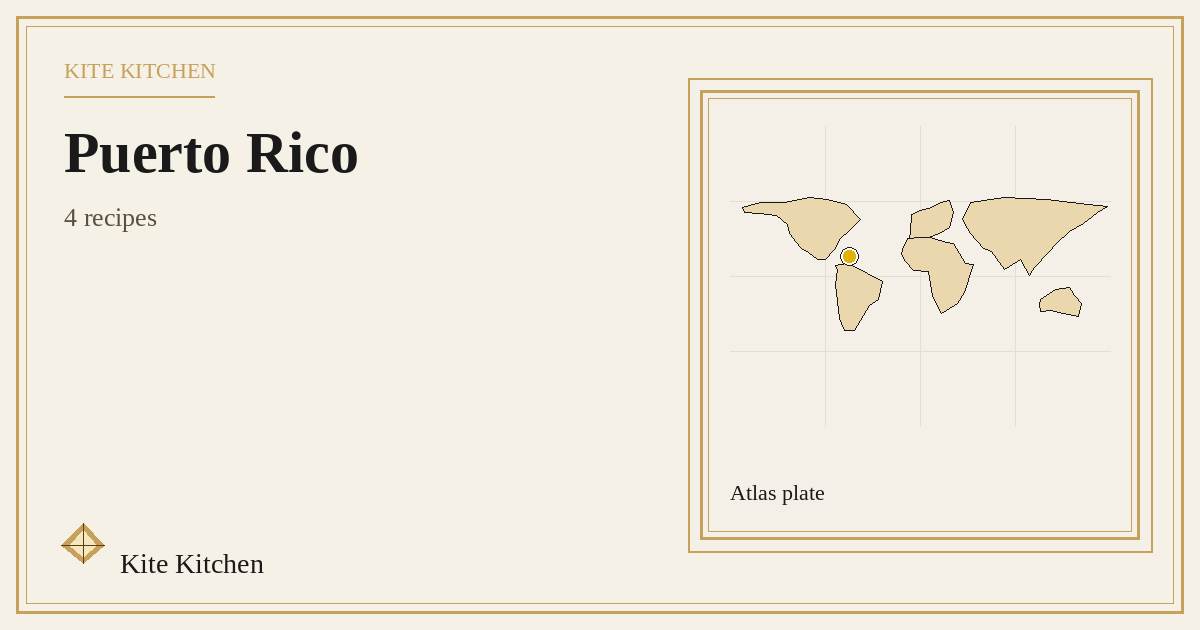 KITE KITCHEN
Puerto Rico
4 recipes
Atlas plate
Kite Kitchen